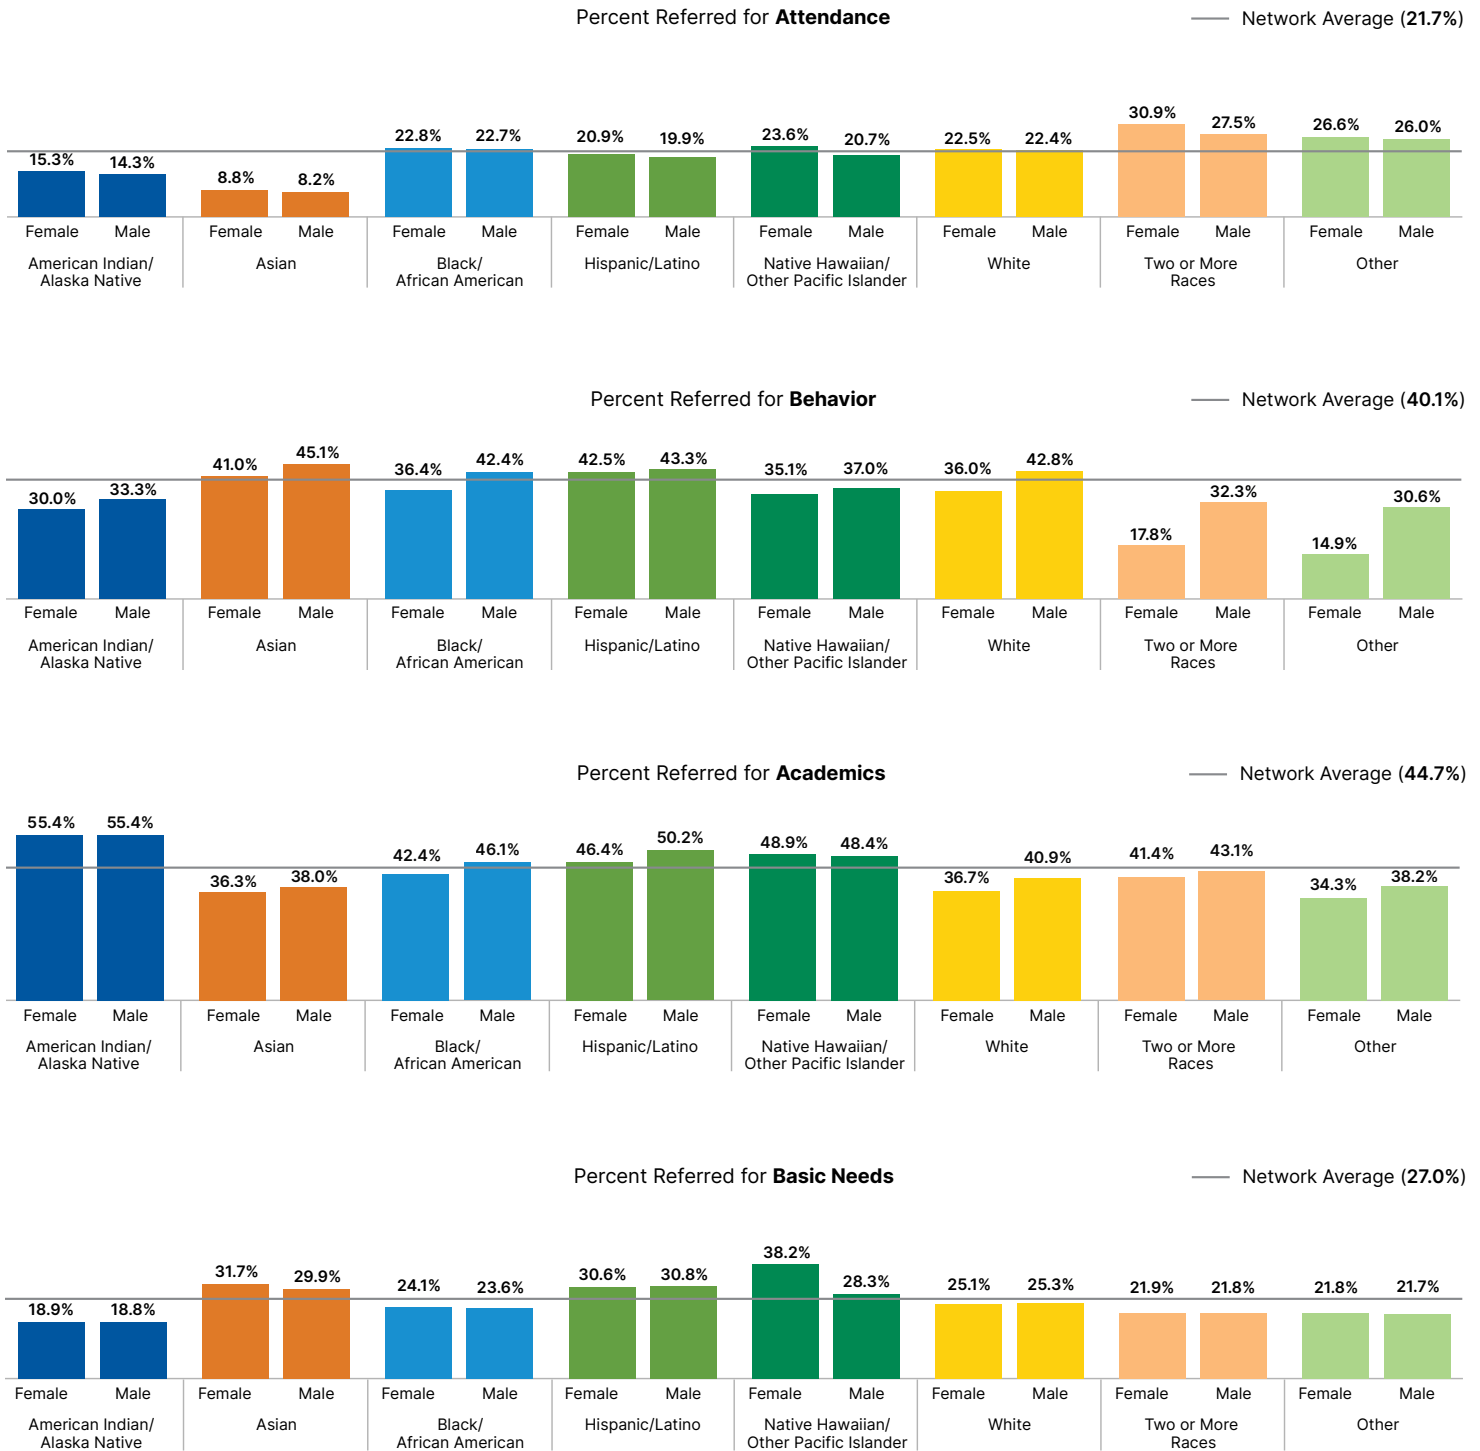 Percent Referred for Attendance
Network Average (21.7%)
15.3% 14.3% 8.8% 8.2% 22.8% 22.7% 20.9% 19.9% 23.6% 20.7% 22.5% 22.4% 30.9% 27.5% 26.6% 26.0%
Female Male Female Male Female Male Female Male Female Male Female Male Female Male Female Male
American Indian/
Alaska Native
Asian
Black/
African American
Hispanic/Latino
Native Hawaiian/
Other Pacific Islander
White
Two or More
Races
Other
Percent Referred for Behavior
Network Average (40.1%)
30.0% 33.3% 41.0% 45.1% 36.4% 42.4% 42.5% 43.3% 35.1% 37.0% 36.0% 42.8% 17.8% 32.3% 14.9% 30.6%
Female Male Female Male Female Male Female Male Female Male Female Male Female Male Female Male
American Indian/
Alaska Native
Asian
Black/
African American
Hispanic/Latino
Native Hawaiian/
Other Pacific Islander
White
Two or More
Races
Other
Percent Referred for Academics
Network Average (44.7%)
55.4% 55.4% 36.3% 38.0% 42.4% 46.1% 46.4% 50.2% 48.9% 48.4% 36.7% 40.9% 41.4% 43.1% 34.3% 38.2%
Female Male Female Male Female Male Female Male Female Male Female Male Female Male Female Male
American Indian/
Alaska Native
Asian
Black/
African American
Hispanic/Latino
Native Hawaiian/
Other Pacific Islander
White
Two or More
Races
Other
Percent Referred for Basic Needs
Network Average (27.0%)
18.9% 18.8% 31.7% 29.9% 24.1% 23.6% 30.6% 30.8% 38.2% 28.3% 25.1% 25.3% 21.9% 21.8% 21.8% 21.7%
Female Male Female Male Female Male Female Male Female Male Female Male Female Male Female Male
American Indian/
Alaska Native
Asian
Black/
African American
Hispanic/Latino
Native Hawaiian/
Other Pacific Islander
White
Two or More
Races
Other